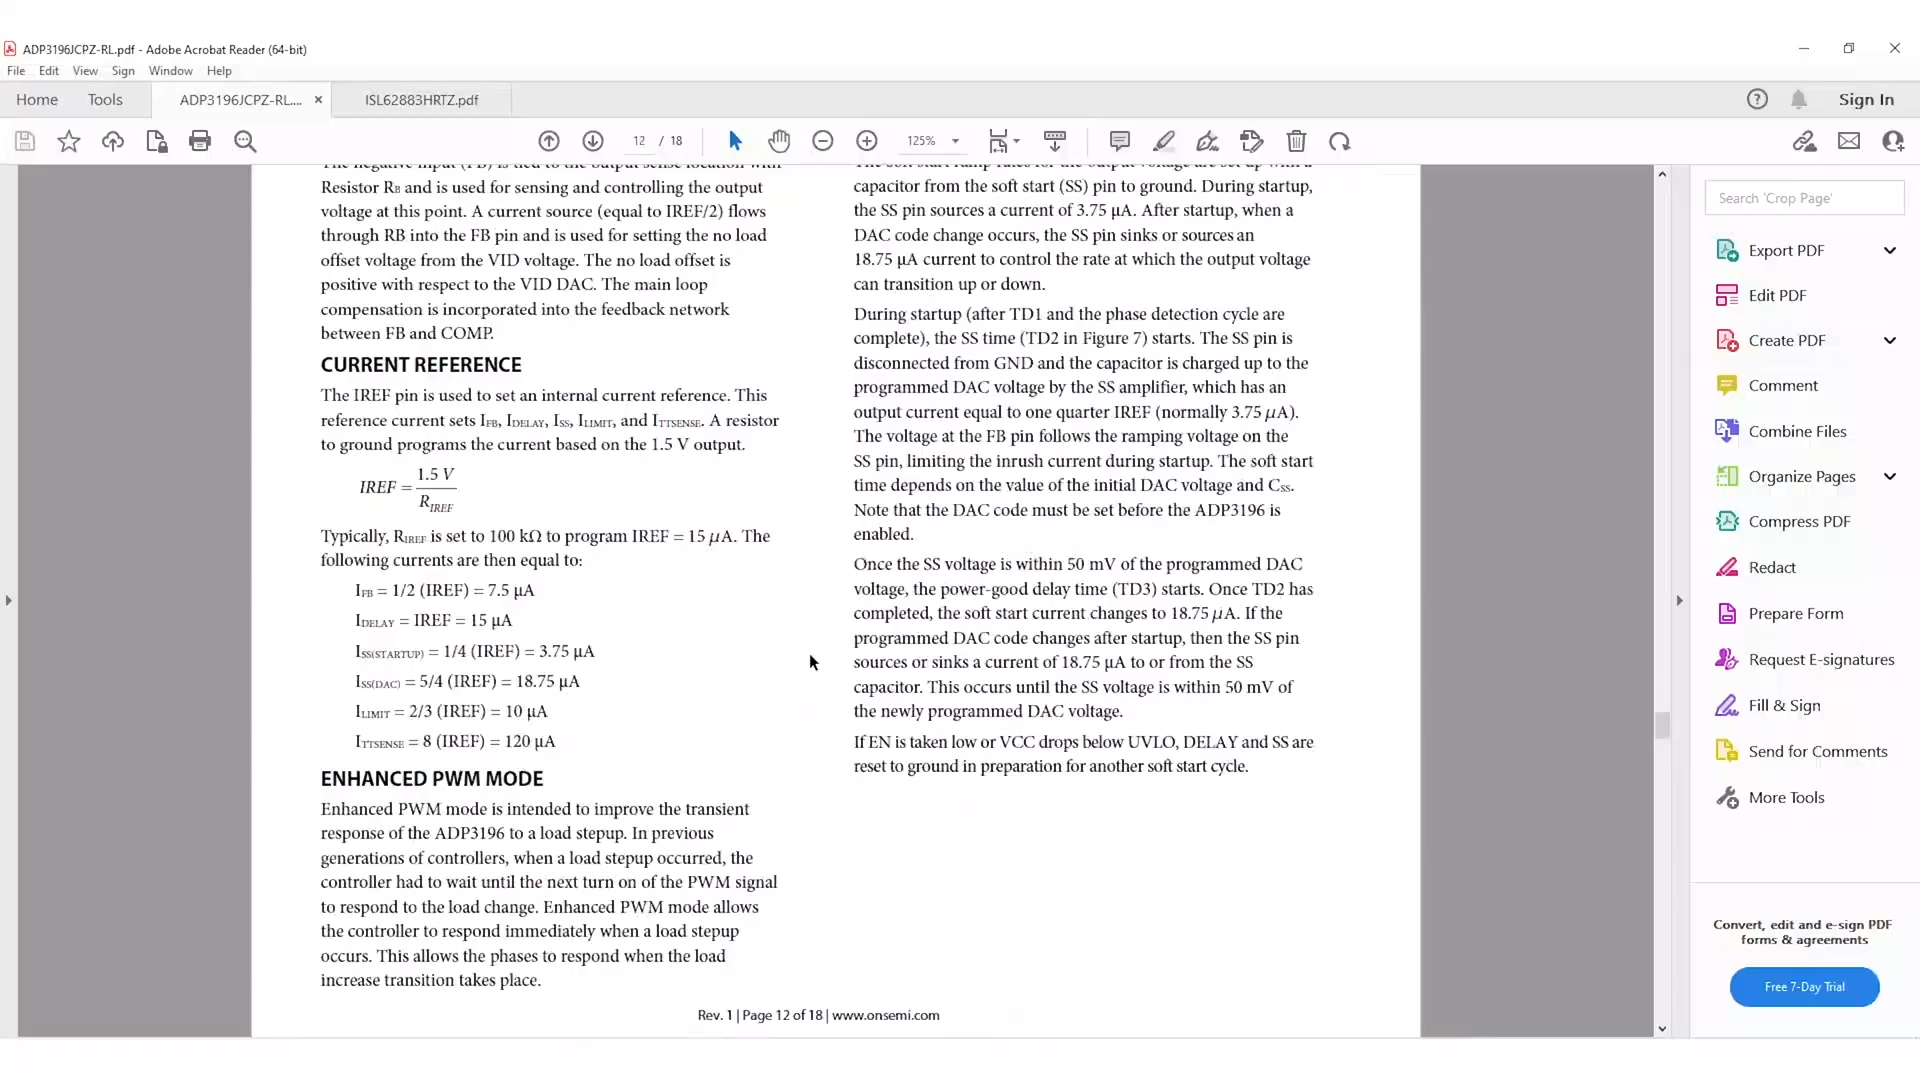 ADP3196JCPZ-RL.pdf - Adobe Acrobat Reader (64-bit)
File Edit View Sign Window Help
Home Tools ADP3196JCPZ-RL.... × ISL62883HRTZ.pdf Sign In
12 / 18 125%
The negative input (FB) is tied to the output sense location with
Resistor RB and is used for sensing and controlling the output
voltage at this point. A current source (equal to IREF/2) flows
through RB into the FB pin and is used for setting the no load
offset voltage from the VID voltage. The no load offset is
positive with respect to the VID DAC. The main loop
compensation is incorporated into the feedback network
between FB and COMP.
CURRENT REFERENCE
The IREF pin is used to set an internal current reference. This
reference current sets IFB, IDELAY, ISS, ILIMIT, and ITTSENSE. A resistor
to ground programs the current based on the 1.5 V output.
IREF = 1.5 V / RIREF
Typically, RIREF is set to 100 kΩ to program IREF = 15 μA. The
following currents are then equal to:
IFB = 1/2 (IREF) = 7.5 μA
IDELAY = IREF = 15 μA
ISS(STARTUP) = 1/4 (IREF) = 3.75 μA
ISS(DAC) = 5/4 (IREF) = 18.75 μA
ILIMIT = 2/3 (IREF) = 10 μA
ITTSENSE = 8 (IREF) = 120 μA
ENHANCED PWM MODE
Enhanced PWM mode is intended to improve the transient
response of the ADP3196 to a load stepup. In previous
generations of controllers, when a load stepup occurred, the
controller had to wait until the next turn on of the PWM signal
to respond to the load change. Enhanced PWM mode allows
the controller to respond immediately when a load stepup
occurs. This allows the phases to respond when the load
increase transition takes place.
The soft start ramp rates for the output voltage are set up with a
capacitor from the soft start (SS) pin to ground. During startup,
the SS pin sources a current of 3.75 μA. After startup, when a
DAC code change occurs, the SS pin sinks or sources an
18.75 μA current to control the rate at which the output voltage
can transition up or down.
During startup (after TD1 and the phase detection cycle are
complete), the SS time (TD2 in Figure 7) starts. The SS pin is
disconnected from GND and the capacitor is charged up to the
programmed DAC voltage by the SS amplifier, which has an
output current equal to one quarter IREF (normally 3.75 μA).
The voltage at the FB pin follows the ramping voltage on the
SS pin, limiting the inrush current during startup. The soft start
time depends on the value of the initial DAC voltage and CSS.
Note that the DAC code must be set before the ADP3196 is
enabled.
Once the SS voltage is within 50 mV of the programmed DAC
voltage, the power-good delay time (TD3) starts. Once TD2 has
completed, the soft start current changes to 18.75 μA. If the
programmed DAC code changes after startup, then the SS pin
sources or sinks a current of 18.75 μA to or from the SS
capacitor. This occurs until the SS voltage is within 50 mV of
the newly programmed DAC voltage.
If EN is taken low or VCC drops below UVLO, DELAY and SS are
reset to ground in preparation for another soft start cycle.
Rev. 1 | Page 12 of 18 | www.onsemi.com
Search 'Crop Page'
Export PDF
Edit PDF
Create PDF
Comment
Combine Files
Organize Pages
Compress PDF
Redact
Prepare Form
Request E-signatures
Fill & Sign
Send for Comments
More Tools
Convert, edit and e-sign PDF
forms & agreements
Free 7-Day Trial